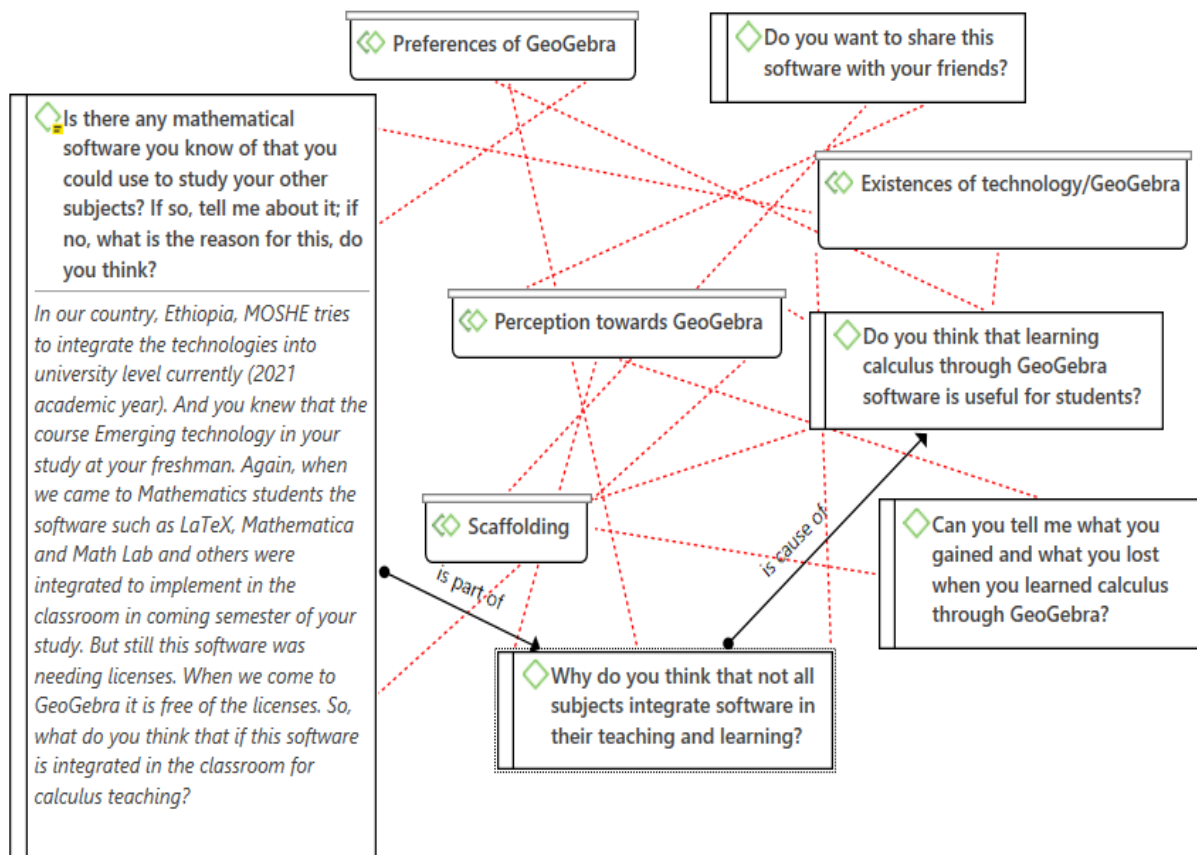 Preferences of GeoGebra
Do you want to share this
software with your friends?
Is there any mathematical
software you know of that you
could use to study your other
subjects? If so, tell me about it; if
no, what is the reason for this, do
you think?
In our country, Ethiopia, MOSHE tries
to integrate the technologies into
university level currently (2021
academic year). And you knew that the
course Emerging technology in your
study at your freshman. Again, when
we came to Mathematics students the
software such as LaTeX, Mathematica
and Math Lab and others were
integrated to implement in the
classroom in coming semester of your
study. But still this software was
needing licenses. When we come to
GeoGebra it is free of the licenses. So,
what do you think that if this software
is integrated in the classroom for
calculus teaching?
Existences of technology/GeoGebra
Perception towards GeoGebra
Do you think that learning
calculus through GeoGebra
software is useful for students?
Scaffolding
is part of
is cause of
Can you tell me what you
gained and what you lost
when you learned calculus
through GeoGebra?
Why do you think that not all
subjects integrate software in
their teaching and learning?